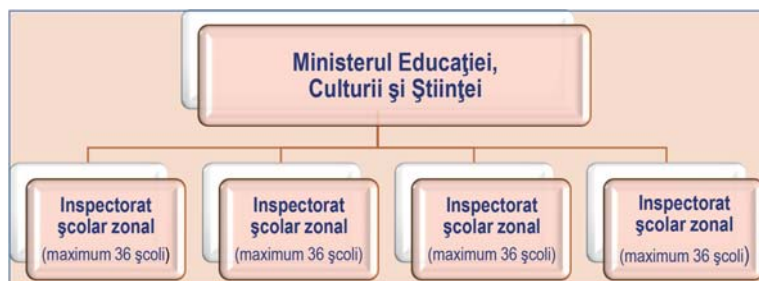 Ministerul Educaţiei,
Culturii şi Ştiinţei
Inspectorat
şcolar zonal
(maximum 36 şcoli)
Inspectorat
şcolar zonal
(maximum 36 şcoli)
Inspectorat
şcolar zonal
(maximum 36 şcoli)
Inspectorat
şcolar zonal
(maximum 36 şcoli)